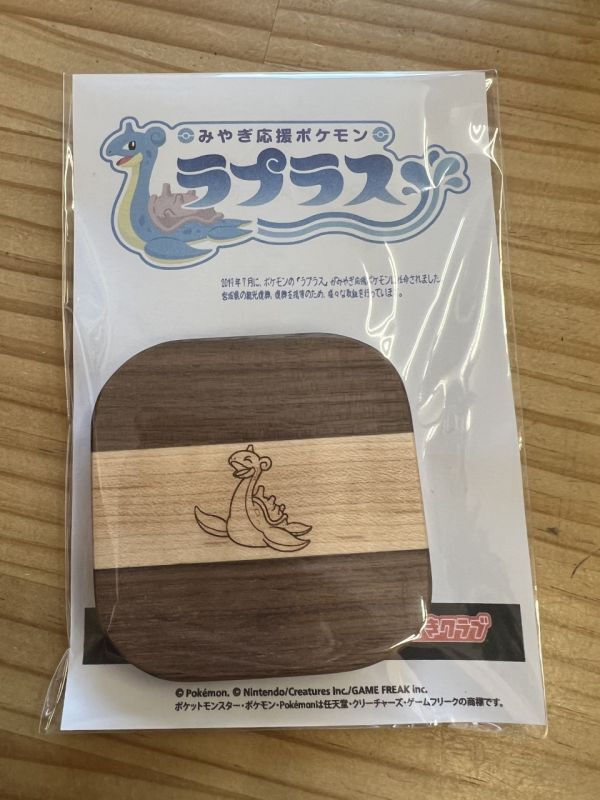 みやぎ応援ポケモン
ラプラス
2019年7月に、ポケモンの「ラプラス」がみやぎ応援ポケモンに任命されました
宮城県の観光復興、復興を援等のため、様々な取組を行っています。
きクラブ
© Pokémon. © Nintendo/Creatures Inc./GAME FREAK inc.
ポケットモンスター・ポケモン・Pokémonは任天堂・クリーチャーズ・ゲームフリークの商標です。